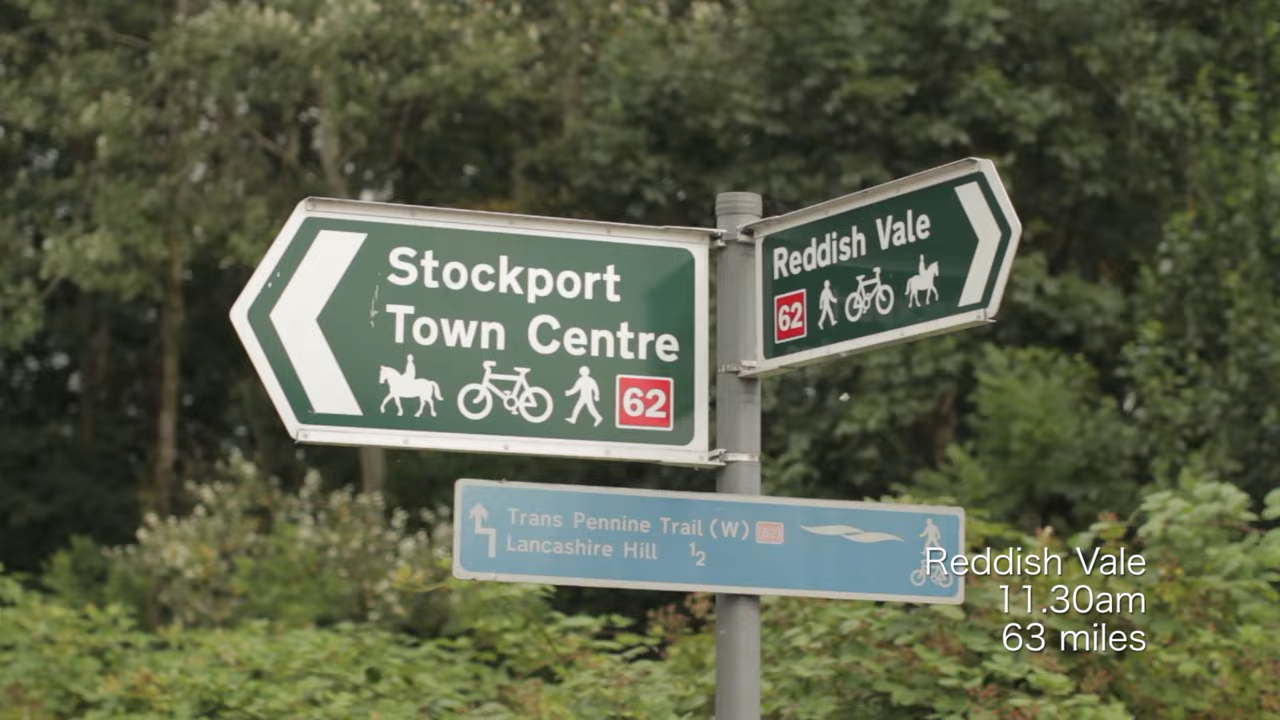 Stockport
Town Centre
62
Reddish Vale
62
Trans Pennine Trail (W) 62
Lancashire Hill 1/2
Reddish Vale
11.30am
63 miles